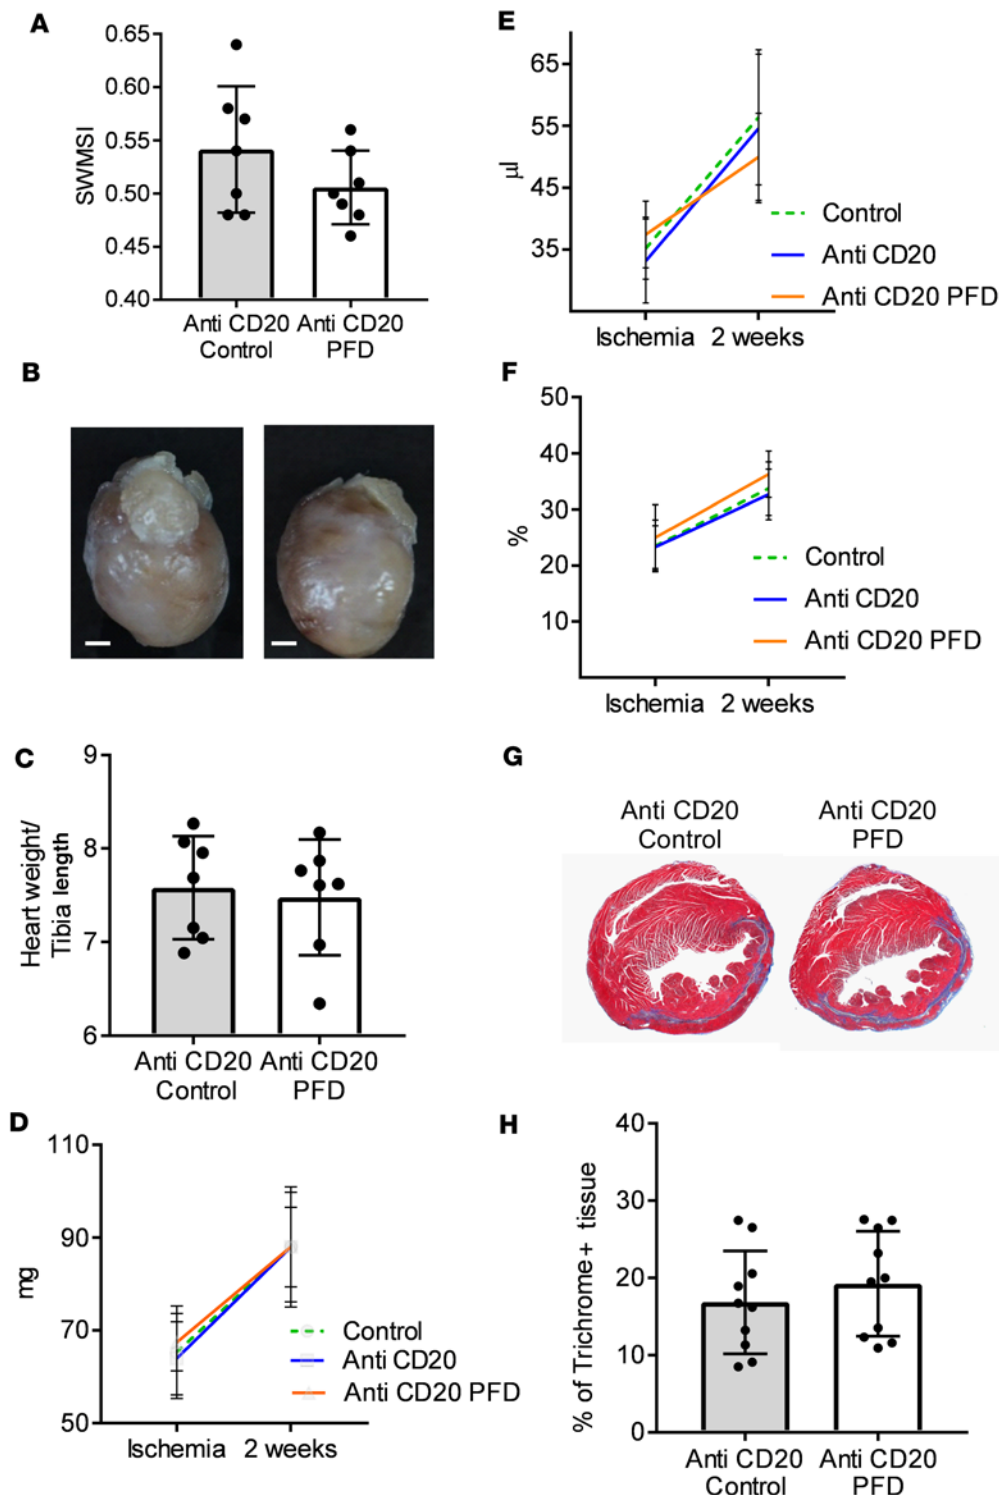 A
0.65
0.60
0.55
0.50
0.45
0.40
SWMSI
Anti CD20
Control
Anti CD20
PFD
B
C
9
8
7
6
Heart weight/
Tibia length
Anti CD20
Control
Anti CD20
PFD
D
110
90
70
50
mg
Control
Anti CD20
Anti CD20 PFD
Ischemia
2 weeks
E
65
55
45
35
µl
Control
Anti CD20
Anti CD20 PFD
Ischemia
2 weeks
F
50
40
30
20
10
%
Control
Anti CD20
Anti CD20 PFD
Ischemia
2 weeks
G
Anti CD20
Control
Anti CD20
PFD
H
40
30
20
10
0
% of Trichrome+ tissue
Anti CD20
Control
Anti CD20
PFD